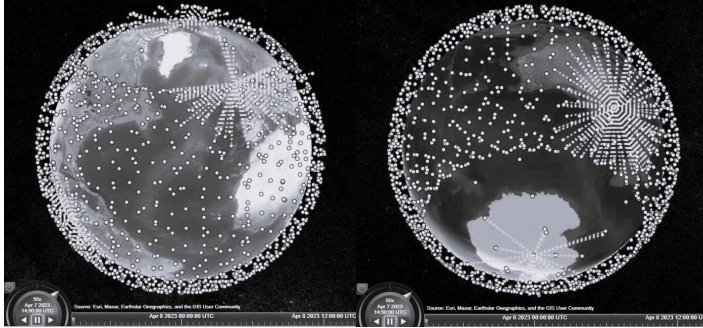 Source: Esri, Maxar, Earthstar Geographics, and the GIS User Community
90x
Apr 7 2023
14:50:00 UTC
Apr 8 2023 00:00:00 UTC
Apr 8 2023 12:00:00 UTC
Source: Esri, Maxar, Earthstar Geographics, and the GIS User Community
50x
Apr 7 2023
14:50:00 UTC
Apr 8 2023 00:00:00 UTC
Apr 8 2023 12:00:00 UTC